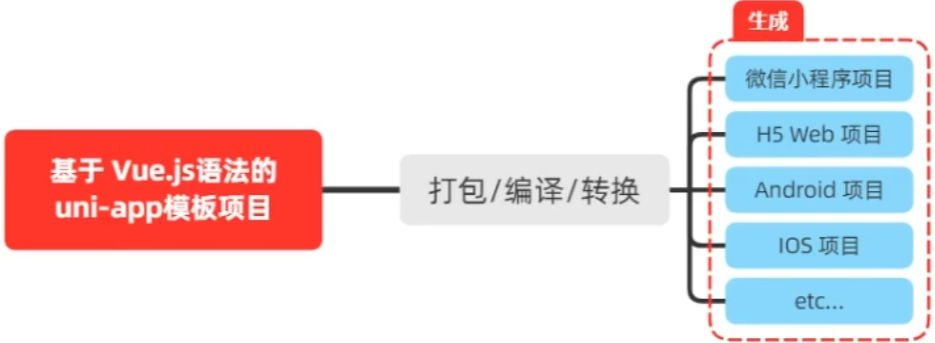 生成
基于 Vue.js语法的
uni-app模板项目
打包/编译/转换
微信小程序项目
H5 Web 项目
Android 项目
IOS 项目
etc...